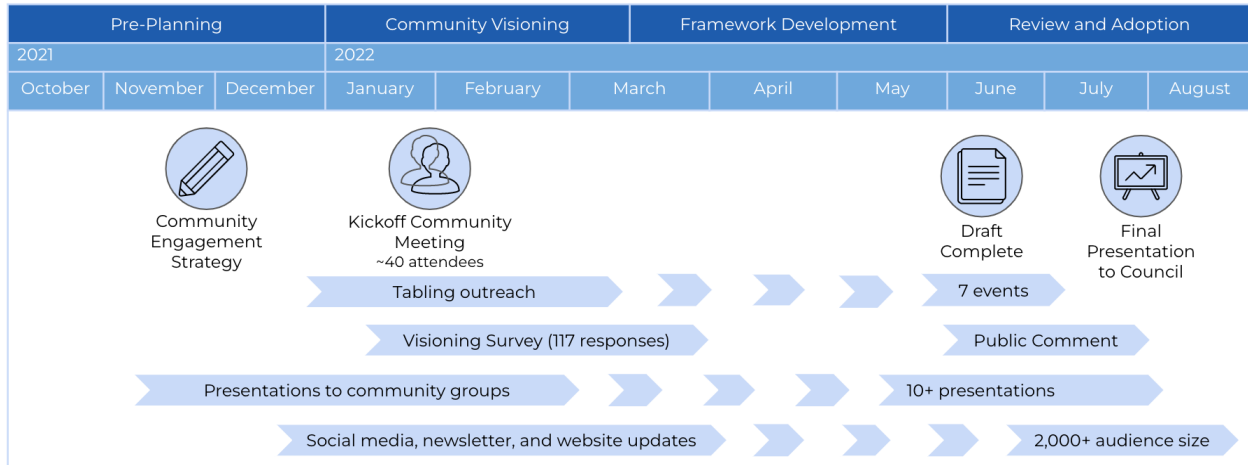 Pre-Planning
Community Visioning
Framework Development
Review and Adoption
2021
2022
October
November
December
January
February
March
April
May
June
July
August
Community
Engagement
Strategy
Kickoff Community
Meeting
~40 attendees
Draft
Complete
Final
Presentation
to Council
Tabling outreach
7 events
Visioning Survey (117 responses)
Public Comment
Presentations to community groups
10+ presentations
Social media, newsletter, and website updates
2,000+ audience size